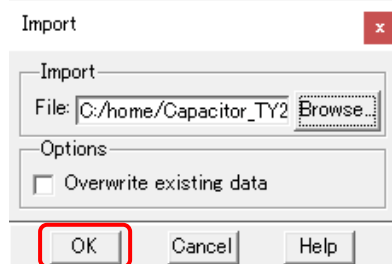 Import
x
Import
File: C:/home/Capacitor_TY2 Browse...
Options
Overwrite existing data
OK Cancel Help